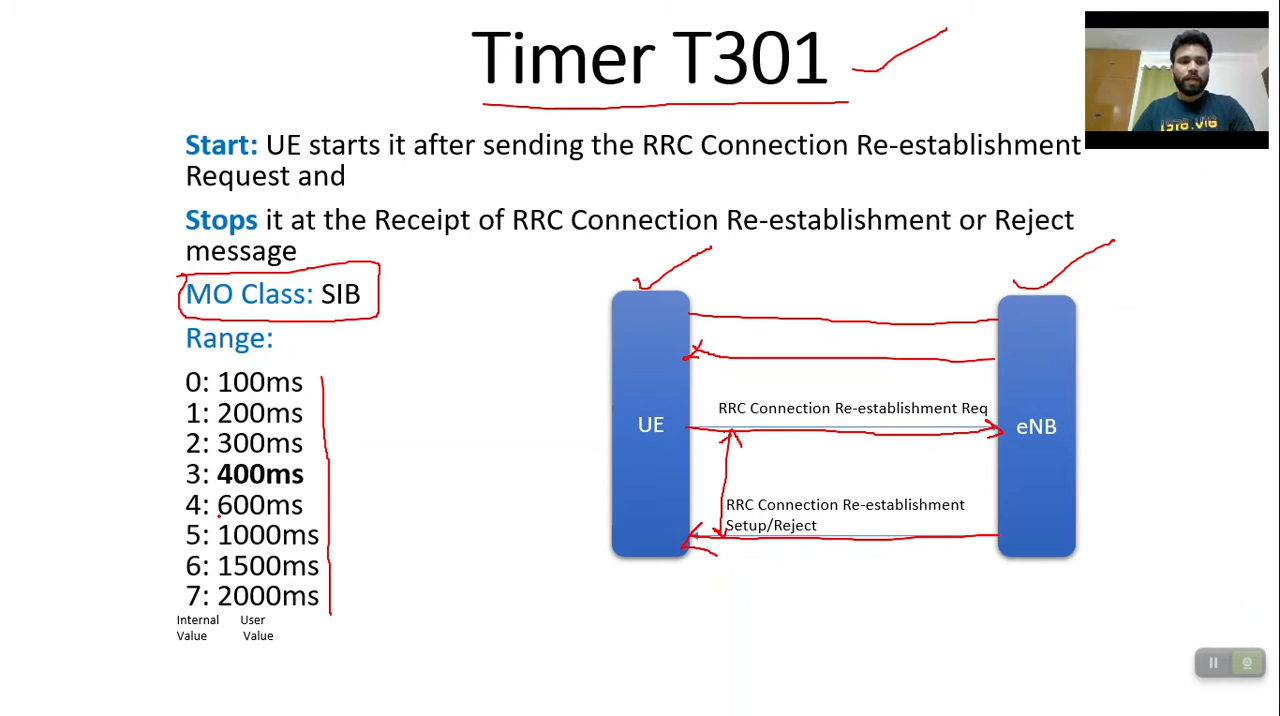 Timer T301
Start: UE starts it after sending the RRC Connection Re-establishment
Request and
Stops it at the Receipt of RRC Connection Re-establishment or Reject
message
MO Class: SIB
Range:
0: 100ms
1: 200ms
2: 300ms
3: 400ms
4: 600ms
5: 1000ms
6: 1500ms
7: 2000ms
Internal User
Value Value
UE
RRC Connection Re-establishment Req
eNB
RRC Connection Re-establishment
Setup/Reject